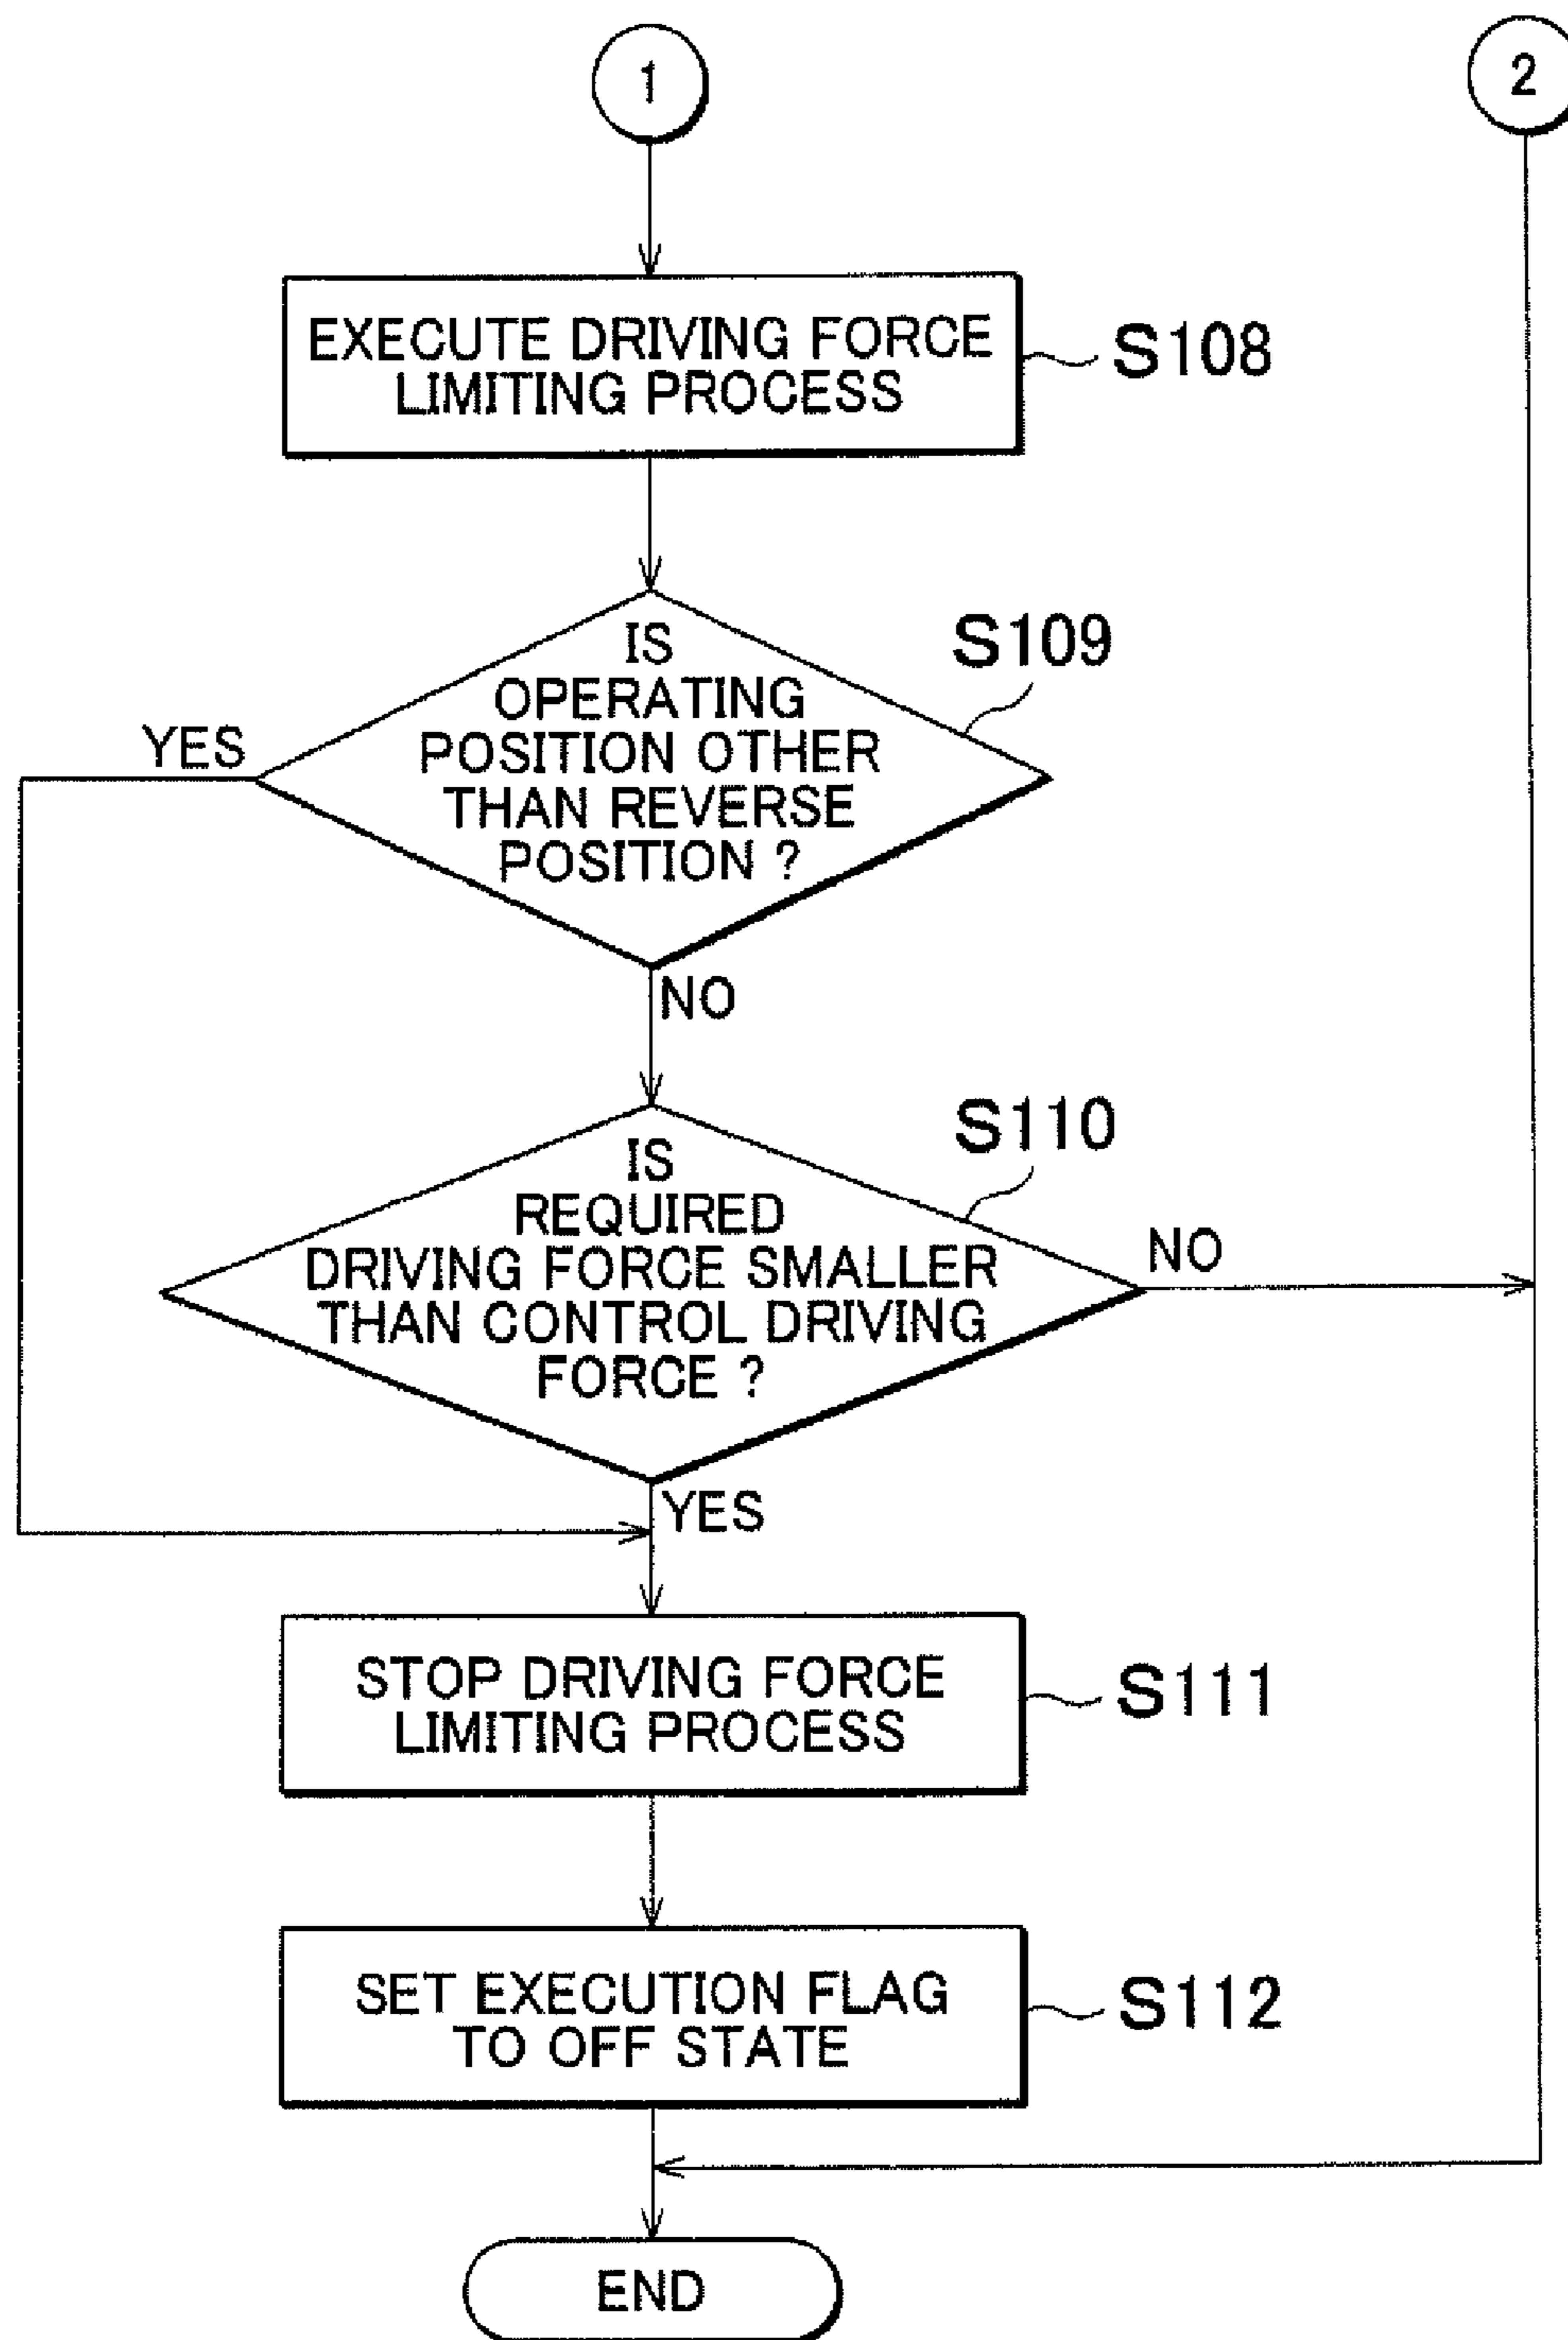 1
2
EXECUTE DRIVING FORCE
LIMITING PROCESS
S108
S109
IS
OPERATING
POSITION OTHER
THAN REVERSE
POSITION ?
YES
NO
S110
IS
REQUIRED
DRIVING FORCE SMALLER
THAN CONTROL DRIVING
FORCE ?
NO
YES
STOP DRIVING FORCE
LIMITING PROCESS
S111
SET EXECUTION FLAG
TO OFF STATE
S112
END